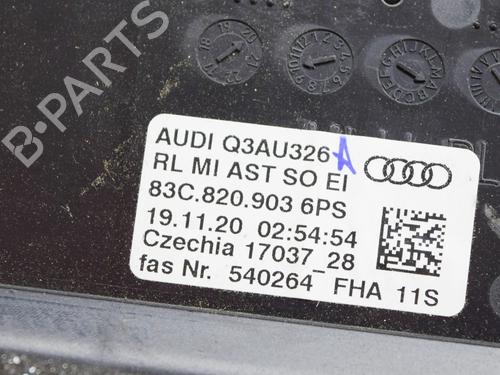 B-PARTS
AUDI Q3AU326 A
RL MI AST SO EI
83C.820.903 6PS
19.11.20 02:54:54
Czechia 17037_28
fas Nr. 540264 FHA 11S